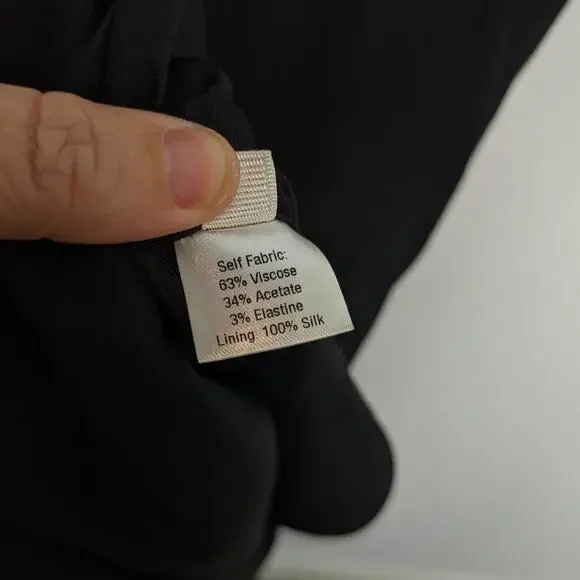 Self Fabric:
63% Viscose
34% Acetate
3% Elastine
Lining: 100% Silk